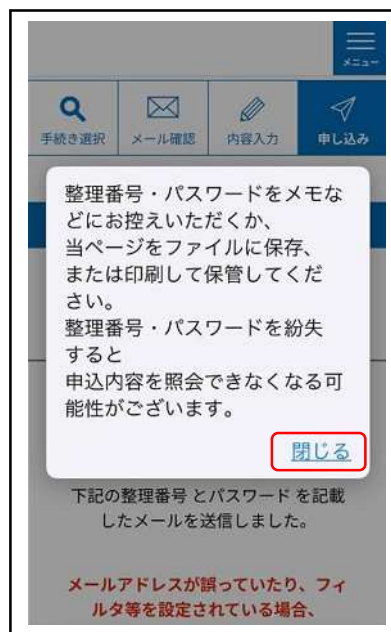 メニュー
手続き選択
メール確認
内容入力
申し込み
整理番号・パスワードをメモな
どにお控えいただくか、
当ページをファイルに保存、
または印刷して保管してくだ
さい。
整理番号・パスワードを紛失
すると
申込内容を照会できなくなる可
能性がございます。
閉じる
下記の整理番号 とパスワード を記載
したメールを送信しました。
メールアドレスが誤っていたり、フィ
ルタ等を設定されている場合、